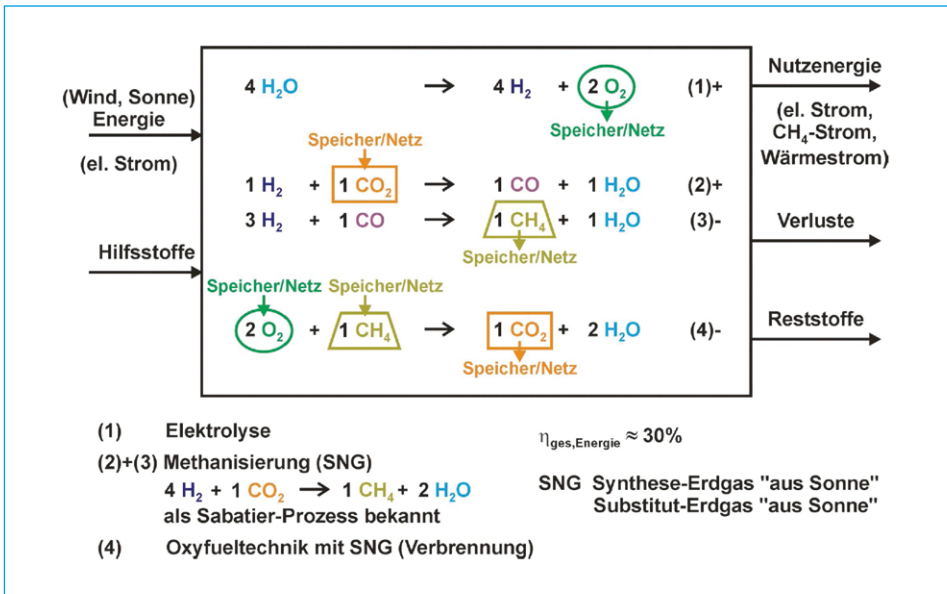 (Wind, Sonne)
Energie
(el. Strom)
Hilfsstoffe
4 H₂O → 4 H₂ + 2 O₂ (1)+
Speicher/Netz
Speicher/Netz
1 H₂ + 1 CO₂ → 1 CO + 1 H₂O (2)+
3 H₂ + 1 CO → 1 CH₄ + 1 H₂O (3)-
Speicher/Netz
Speicher/Netz Speicher/Netz
2 O₂ + 1 CH₄ → 1 CO₂ + 2 H₂O (4)-
Speicher/Netz
Nutzenergie
(el. Strom,
CH₄-Strom,
Wärmestrom)
Verluste
Reststoffe
(1) Elektrolyse
(2)+(3) Methanisierung (SNG)
4 H₂ + 1 CO₂ → 1 CH₄ + 2 H₂O
als Sabatier-Prozess bekannt
(4) Oxyfueltechnik mit SNG (Verbrennung)
η ges,Energie ≈ 30%
SNG Synthese-Erdgas "aus Sonne"
Substitut-Erdgas "aus Sonne"